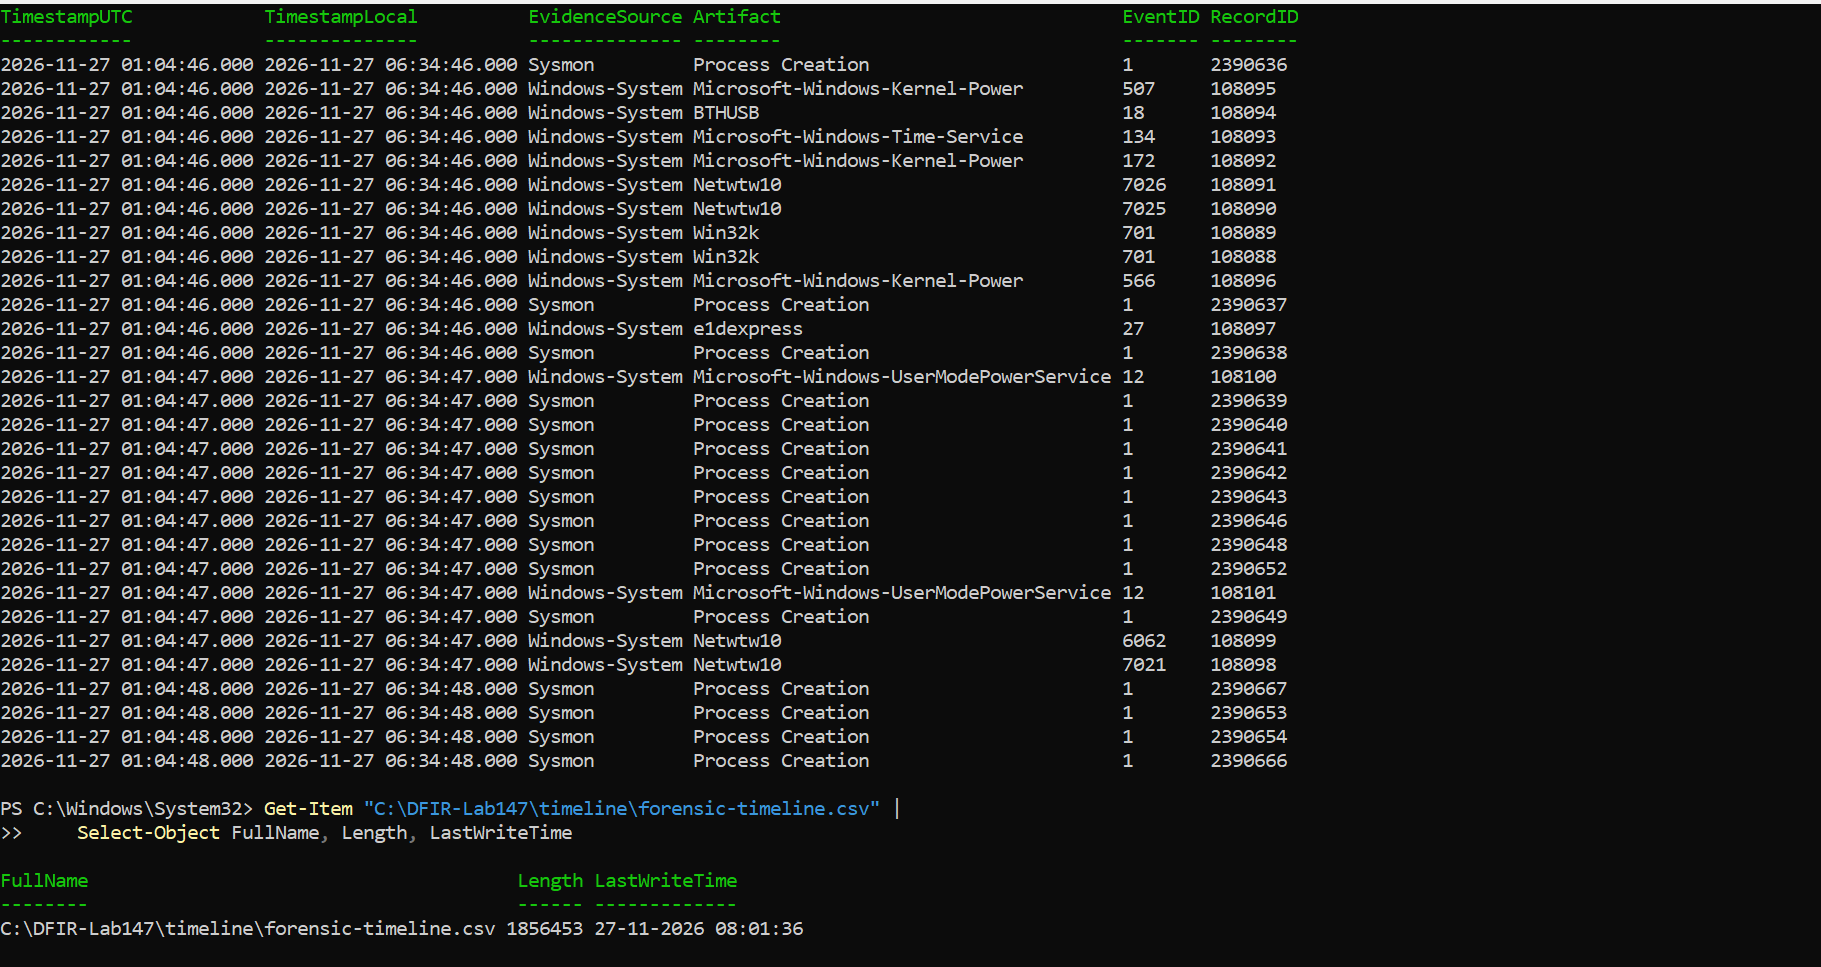 TimestampUTC TimestampLocal EvidenceSource Artifact EventID RecordID
------------ -------------- -------------- -------- ------- --------
2026-11-27 01:04:46.000 2026-11-27 06:34:46.000 Sysmon Process Creation 1 2390636
2026-11-27 01:04:46.000 2026-11-27 06:34:46.000 Windows-System Microsoft-Windows-Kernel-Power 507 108095
2026-11-27 01:04:46.000 2026-11-27 06:34:46.000 Windows-System BTHUSB 18 108094
2026-11-27 01:04:46.000 2026-11-27 06:34:46.000 Windows-System Microsoft-Windows-Time-Service 134 108093
2026-11-27 01:04:46.000 2026-11-27 06:34:46.000 Windows-System Microsoft-Windows-Kernel-Power 172 108092
2026-11-27 01:04:46.000 2026-11-27 06:34:46.000 Windows-System Netwtw10 7026 108091
2026-11-27 01:04:46.000 2026-11-27 06:34:46.000 Windows-System Netwtw10 7025 108090
2026-11-27 01:04:46.000 2026-11-27 06:34:46.000 Windows-System Win32k 701 108089
2026-11-27 01:04:46.000 2026-11-27 06:34:46.000 Windows-System Win32k 701 108088
2026-11-27 01:04:46.000 2026-11-27 06:34:46.000 Windows-System Microsoft-Windows-Kernel-Power 566 108096
2026-11-27 01:04:46.000 2026-11-27 06:34:46.000 Sysmon Process Creation 1 2390637
2026-11-27 01:04:46.000 2026-11-27 06:34:46.000 Windows-System e1dexpress 27 108097
2026-11-27 01:04:46.000 2026-11-27 06:34:46.000 Sysmon Process Creation 1 2390638
2026-11-27 01:04:47.000 2026-11-27 06:34:47.000 Windows-System Microsoft-Windows-UserModePowerService 12 108100
2026-11-27 01:04:47.000 2026-11-27 06:34:47.000 Sysmon Process Creation 1 2390639
2026-11-27 01:04:47.000 2026-11-27 06:34:47.000 Sysmon Process Creation 1 2390640
2026-11-27 01:04:47.000 2026-11-27 06:34:47.000 Sysmon Process Creation 1 2390641
2026-11-27 01:04:47.000 2026-11-27 06:34:47.000 Sysmon Process Creation 1 2390642
2026-11-27 01:04:47.000 2026-11-27 06:34:47.000 Sysmon Process Creation 1 2390643
2026-11-27 01:04:47.000 2026-11-27 06:34:47.000 Sysmon Process Creation 1 2390646
2026-11-27 01:04:47.000 2026-11-27 06:34:47.000 Sysmon Process Creation 1 2390648
2026-11-27 01:04:47.000 2026-11-27 06:34:47.000 Sysmon Process Creation 1 2390652
2026-11-27 01:04:47.000 2026-11-27 06:34:47.000 Windows-System Microsoft-Windows-UserModePowerService 12 108101
2026-11-27 01:04:47.000 2026-11-27 06:34:47.000 Sysmon Process Creation 1 2390649
2026-11-27 01:04:47.000 2026-11-27 06:34:47.000 Windows-System Netwtw10 6062 108099
2026-11-27 01:04:47.000 2026-11-27 06:34:47.000 Windows-System Netwtw10 7021 108098
2026-11-27 01:04:48.000 2026-11-27 06:34:48.000 Sysmon Process Creation 1 2390667
2026-11-27 01:04:48.000 2026-11-27 06:34:48.000 Sysmon Process Creation 1 2390653
2026-11-27 01:04:48.000 2026-11-27 06:34:48.000 Sysmon Process Creation 1 2390654
2026-11-27 01:04:48.000 2026-11-27 06:34:48.000 Sysmon Process Creation 1 2390666
PS C:\Windows\System32> Get-Item "C:\DFIR-Lab147\timeline\forensic-timeline.csv" |
>> Select-Object FullName, Length, LastWriteTime
FullName Length LastWriteTime
-------- ------ -------------
C:\DFIR-Lab147\timeline\forensic-timeline.csv 1856453 27-11-2026 08:01:36